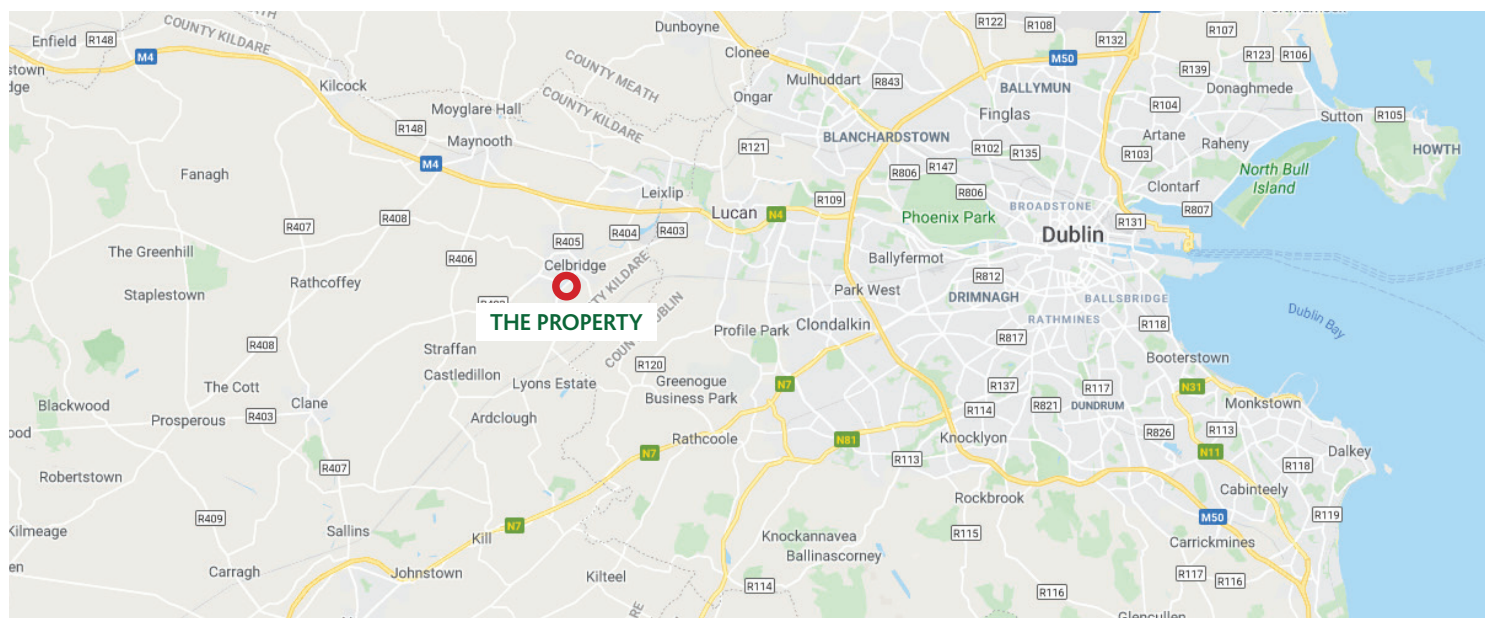 Enfield
R148
COUNTY KILDARE
M4
Kilcock
Dunboyne
Clonee
COUNTY MEATH
COUNTY KILDARE
Ongar
Mulhuddart
R843
R122
R108
R132
R107
M50
R123
R106
R139
Donaghmede
BALLYMUN
R104
Finglas
Sutton
R105
HOWTH
Moyglare Hall
R148
Maynooth
M4
BLANCHARDSTOWN
R121
R102
R135
Artane
R103
Raheny
North Bull
Island
Fanagh
Leixlip
R806
R147
R806
Clontarf
R408
R407
Lucan
N4
R109
Phoenix Park
BROADSTONE
R807
R131
R404
R403
R405
Dublin
The Greenhill
R406
Celbridge
Ballyfermot
R812
Rathcoffey
Staplestown
COUNTY KILDARE
Park West
DRIMNAGH
BALLSBRIDGE
RATHMINES
Dublin Bay
THE PROPERTY
Profile Park
Clondalkin
R118
R817
R408
Straffan
Castledillon
R120
Booterstown
The Cott
Lyons Estate
Greenogue
Business Park
N7
R137
R117
N31
Blackwood
Clane
R114
R821
DUNDRUM
Monkstown
Prosperous
R403
Ardclough
Rathcoole
N81
Knocklyon
R826
R113
N7
R113
N11
Dalkey
R407
R118
Robertstown
Rockbrook
Cabinteely
R409
N7
M50
R119
Kilmeage
Sallins
Kill
Knockannavea
R115
Ballinascorney
Carrickmines
Carragh
Johnstown
Kilteel
R114
R117
R116
R116
Glencullen